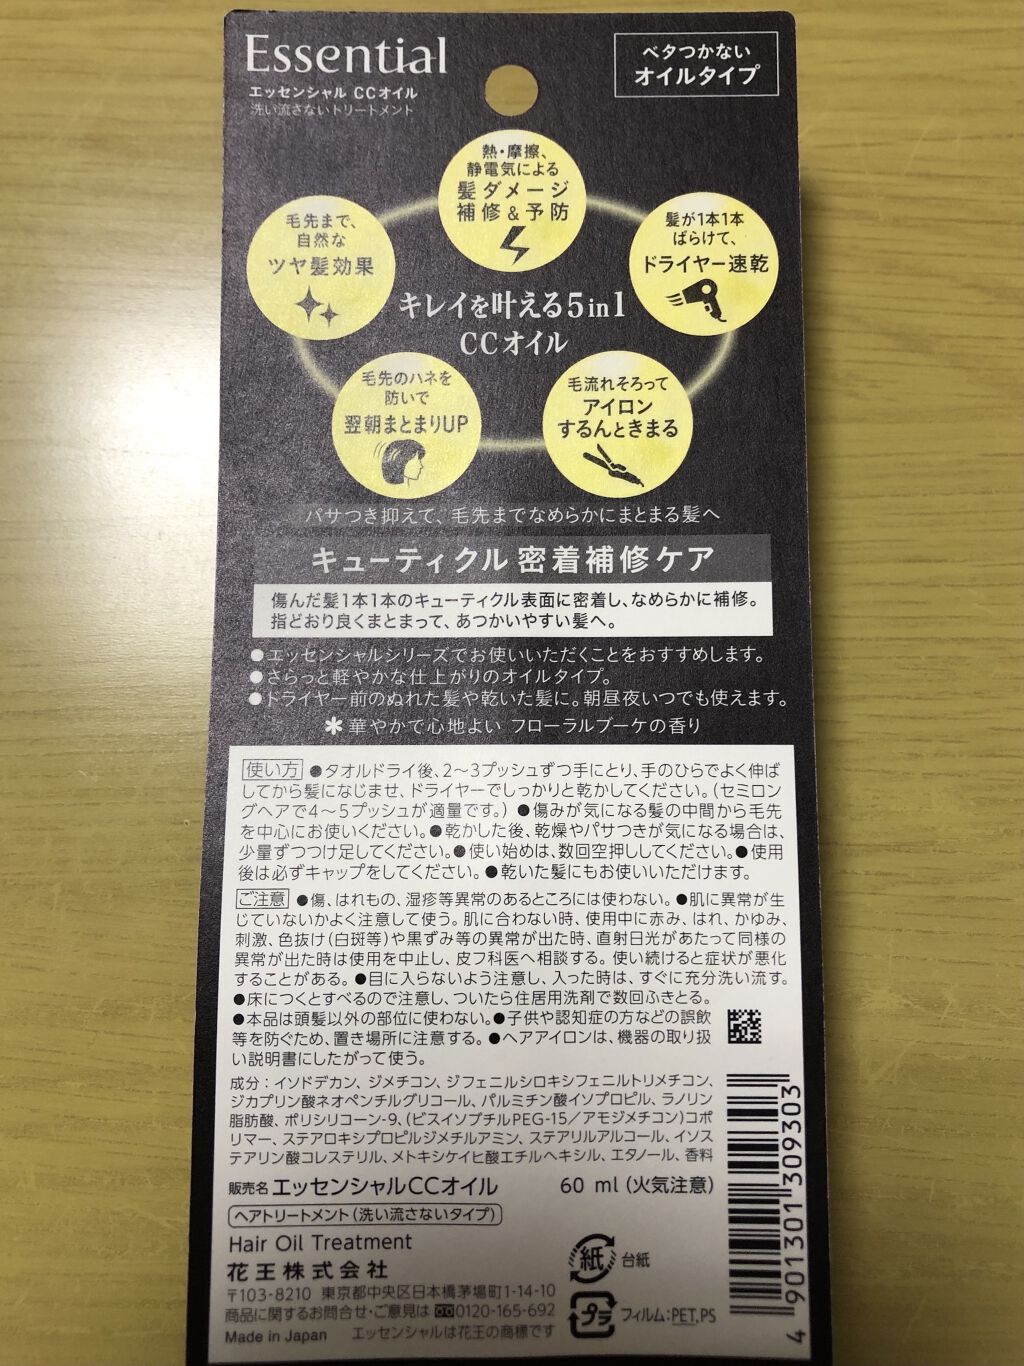 Essential
エッセンシャル CCオイル
洗い流さないトリートメント
ベタつかない
オイルタイプ
熱・摩擦、
静電気による
髪ダメージ
補修&予防
毛先まで、
自然な
ツヤ髪効果
髪が1本1本
ばらけて、
ドライヤー速乾
キレイを叶える5in1
CCオイル
毛先のハネを
防いで
翌朝まとまりUP
毛流れそろって
アイロン
するんときまる
パサつき抑えて、毛先までなめらかにまとまる髪へ
キューティクル 密着補修ケア
傷んだ髪1本1本のキューティクル表面に密着し、なめらかに補修。
指どおり良くまとまって、あつかいやすい髪へ。
●エッセンシャルシリーズでお使いいただくことをおすすめします。
●さらっと軽やかな仕上がりのオイルタイプ。
●ドライヤー前のぬれた髪や乾いた髪に。朝昼夜いつでも使えます。
＊華やかで心地よい フローラルブーケの香り
使い方 ●タオルドライ後、2〜3プッシュずつ手にとり、手のひらでよく伸ば
してから髪になじませ、ドライヤーでしっかりと乾かしてください。(セミロン
グヘアで4〜5プッシュが適量です。) ●傷みが気になる髪の中間から毛先
を中心にお使いください。●乾かした後、乾燥やパサつきが気になる場合は、
少量ずつつけ足してください。●使い始めは、数回空押ししてください。●使用
後は必ずキャップをしてください。●乾いた髪にもお使いいただけます。
ご注意 ●傷、はれもの、湿疹等異常のあるところには使わない。●肌に異常が生
じていないかよく注意して使う。肌に合わない時、使用中に赤み、はれ、かゆみ、
刺激、色抜け(白斑等)や黒ずみ等の異常が出た時、直射日光があたって同様の
異常が出た時は使用を中止し、皮フ科医へ相談する。使い続けると症状が悪化
することがある。●目に入らないよう注意し、入った時は、すぐに充分洗い流す。
●床につくとすべるので注意し、ついたら住居用洗剤で数回ふきとる。
●本品は頭髪以外の部位に使わない。●子供や認知症の方などの誤飲
等を防ぐため、置き場所に注意する。●ヘアアイロンは、機器の取り扱
い説明書にしたがって使う。
成分：イソドデカン、ジメチコン、ジフェニルシロキシフェニルトリメチコン、
ジカプリン酸ネオペンチルグリコール、パルミチン酸イソプロピル、ラノリン
脂肪酸、ポリシリコーン-9、(ビスイソブチルPEG-15/アモジメチコン)コポ
リマー、ステアロキシプロピルジメチルアミン、ステアリルアルコール、イソス
テアリン酸コレステリル、メトキシケイヒ酸エチルヘキシル、エタノール、香料
販売名 エッセンシャルCCオイル 60 ml (火気注意)
ヘアトリートメント(洗い流さないタイプ)
Hair Oil Treatment
花王株式会社
〒103-8210 東京都中央区日本橋茅場町1-14-10
商品に関するお問合せ・ご意見は 0120-165-692
Made in Japan エッセンシャルは花王の商標です
紙 台紙
プラ フィルム：PET,PS
4 901301 309303